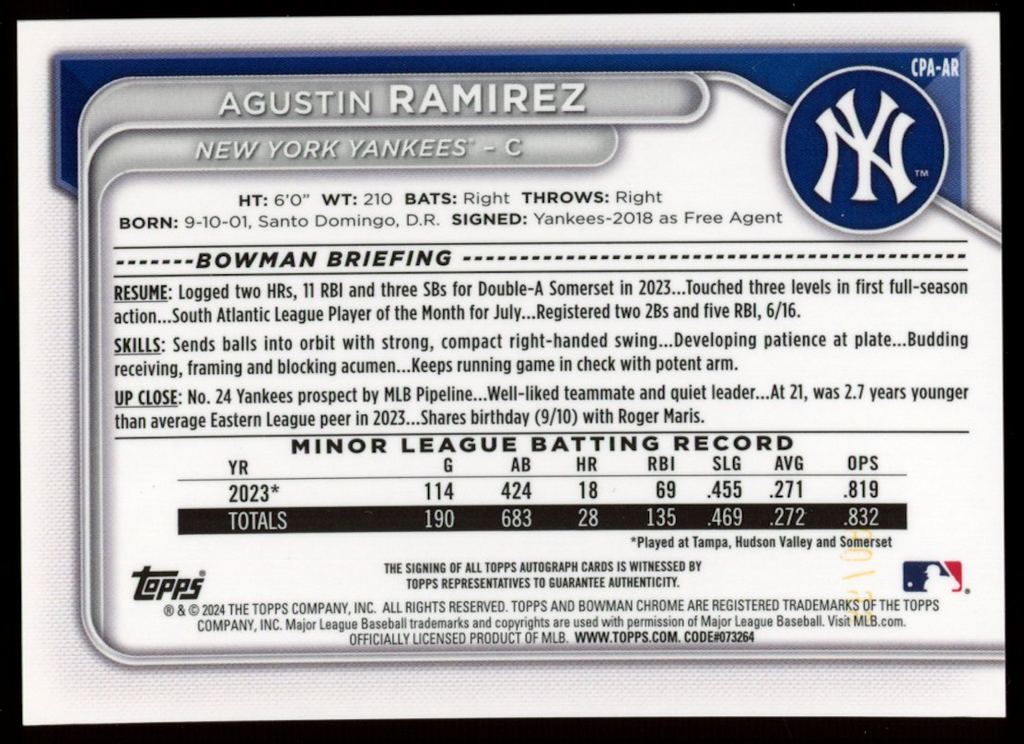 CPA-AR
AGUSTIN RAMIREZ
NEW YORK YANKEES™ – C
NY
™
HT: 6'0" WT: 210 BATS: Right THROWS: Right
BORN: 9-10-01, Santo Domingo, D.R. SIGNED: Yankees-2018 as Free Agent
BOWMAN BRIEFING
RESUME: Logged two HRs, 11 RBI and three SBs for Double-A Somerset in 2023...Touched three levels in first full-season
action...South Atlantic League Player of the Month for July...Registered two 2Bs and five RBI, 6/16.
SKILLS: Sends balls into orbit with strong, compact right-handed swing...Developing patience at plate...Budding
receiving, framing and blocking acumen...Keeps running game in check with potent arm.
UP CLOSE: No. 24 Yankees prospect by MLB Pipeline...Well-liked teammate and quiet leader...At 21, was 2.7 years younger
than average Eastern League peer in 2023...Shares birthday (9/10) with Roger Maris.
MINOR LEAGUE BATTING RECORD
YR G AB HR RBI SLG AVG OPS
2023* 114 424 18 69 .455 .271 .819
TOTALS 190 683 28 135 .469 .272 .832
*Played at Tampa, Hudson Valley and Somerset
Topps®
THE SIGNING OF ALL TOPPS AUTOGRAPH CARDS IS WITNESSED BY
TOPPS REPRESENTATIVES TO GUARANTEE AUTHENTICITY.
® & © 2024 THE TOPPS COMPANY, INC. ALL RIGHTS RESERVED. TOPPS AND BOWMAN CHROME ARE REGISTERED TRADEMARKS OF THE TOPPS
COMPANY, INC. Major League Baseball trademarks and copyrights are used with permission of Major League Baseball. Visit MLB.com.
OFFICIALLY LICENSED PRODUCT OF MLB. WWW.TOPPS.COM. CODE#073264